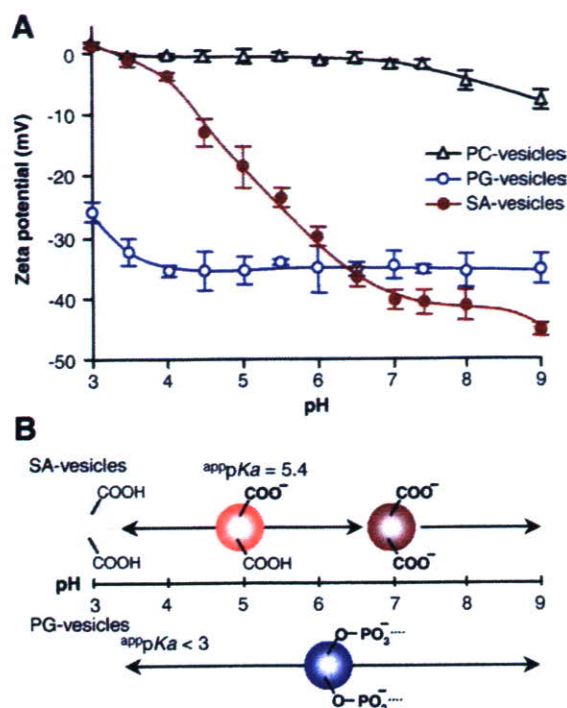 A
0
-10
-20
-30
-40
-50
Zeta potential (mV)
PC-vesicles
PG-vesicles
SA-vesicles
3 4 5 6 7 8 9
pH
B
SA-vesicles
apppKa = 5.4
COOH COO⁻ COO⁻
COOH COOH COO⁻
pH
3 4 5 6 7 8 9
PG-vesicles
apppKa < 3
O-PO₃⁻····
O-PO₃⁻····